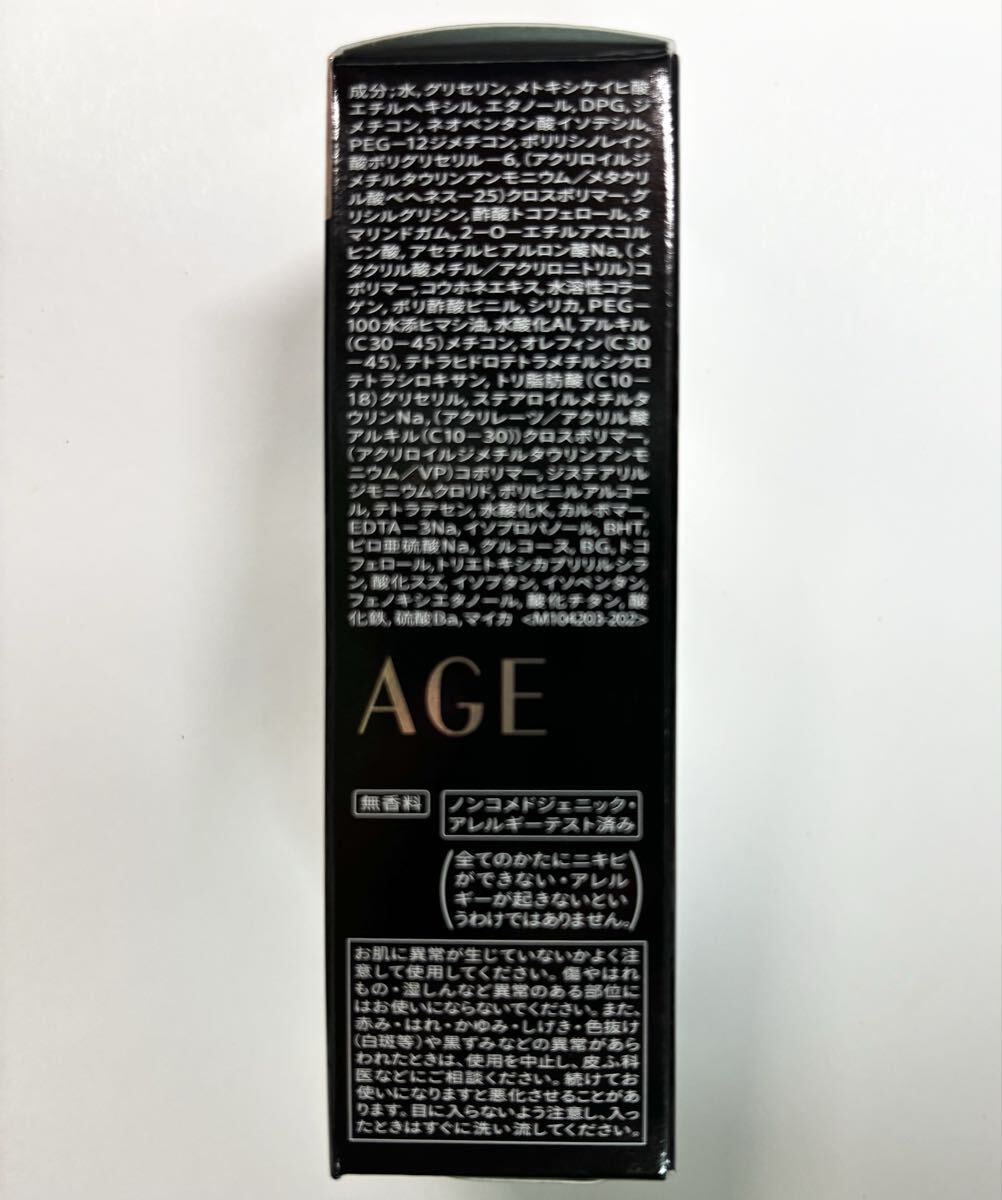 成分;水,グリセリン,メトキシケイヒ酸
エチルヘキシル,エタノール,DPG,ジ
メチコン,ネオペンタン酸イソデシル,
PEG-12ジメチコン,ポリリシノレイン
酸ポリグリセリル-6,(アクリロイルジ
メチルタウリンアンモニウム/メタクリ
ル酸ベヘネス-25)クロスポリマー,グ
リシルグリシン,酢酸トコフェロール,タ
マリンドガム,2-O-エチルアスコル
ビン酸,アセチルヒアルロン酸Na,(メ
タクリル酸メチル/アクリロニトリル)コ
ポリマー,コウホネエキス,水溶性コラー
ゲン,ポリ酢酸ビニル,シリカ,PEG-
100水添ヒマシ油,水酸化Al,アルキル
(C30-45)メチコン,オレフィン(C30
-45),テトラヒドロテトラメチルシクロ
テトラシロキサン,トリ脂肪酸(C10-
18)グリセリル,ステアロイルメチルタ
ウリンNa,(アクリレーツ/アクリル酸
アルキル(C10-30))クロスポリマー,
(アクリロイルジメチルタウリンアンモ
ニウム/VP)コポリマー,ジステアリル
ジモニウムクロリド,ポリビニルアルコー
ル,テトラデセン,水酸化K,カルボマー,
EDTA-3Na,イソプロパノール,BHT,
ピロ亜硫酸Na,グルコース,BG,トコ
フェロール,トリエトキシカプリリルシラ
ン,酸化スズ,イソブタン,イソペンタン,
フェノキシエタノール,酸化チタン,酸
化鉄,硫酸Ba,マイカ
AGE
無香料
ノンコメドジェニック・
アレルギーテスト済み
(全てのかたにニキビ
ができない・アレル
ギーが起きないとい
うわけではありません。)
お肌に異常が生じていないかよく注
意して使用してください。傷やはれ
もの・湿しんなど異常のある部位に
はお使いにならないでください。また、
赤み・はれ・かゆみ・しげき・色抜け
(白斑等)や黒ずみなどの異常があら
われたときは、使用を中止し、皮ふ科
医などにご相談ください。続けてお
使いになりますと悪化させることがあ
ります。目に入らないよう注意し、入っ
たときはすぐに洗い流してください。